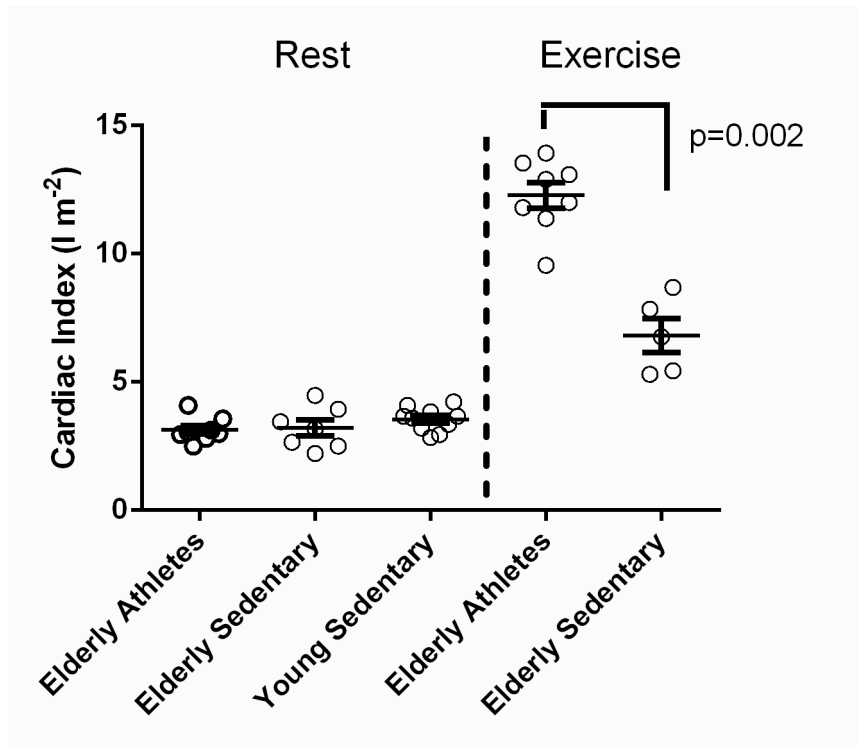 Rest
Exercise
p=0.002
Cardiac Index (l m-2)
15
10
5
0
Elderly Athletes
Elderly Sedentary
Young Sedentary
Elderly Athletes
Elderly Sedentary